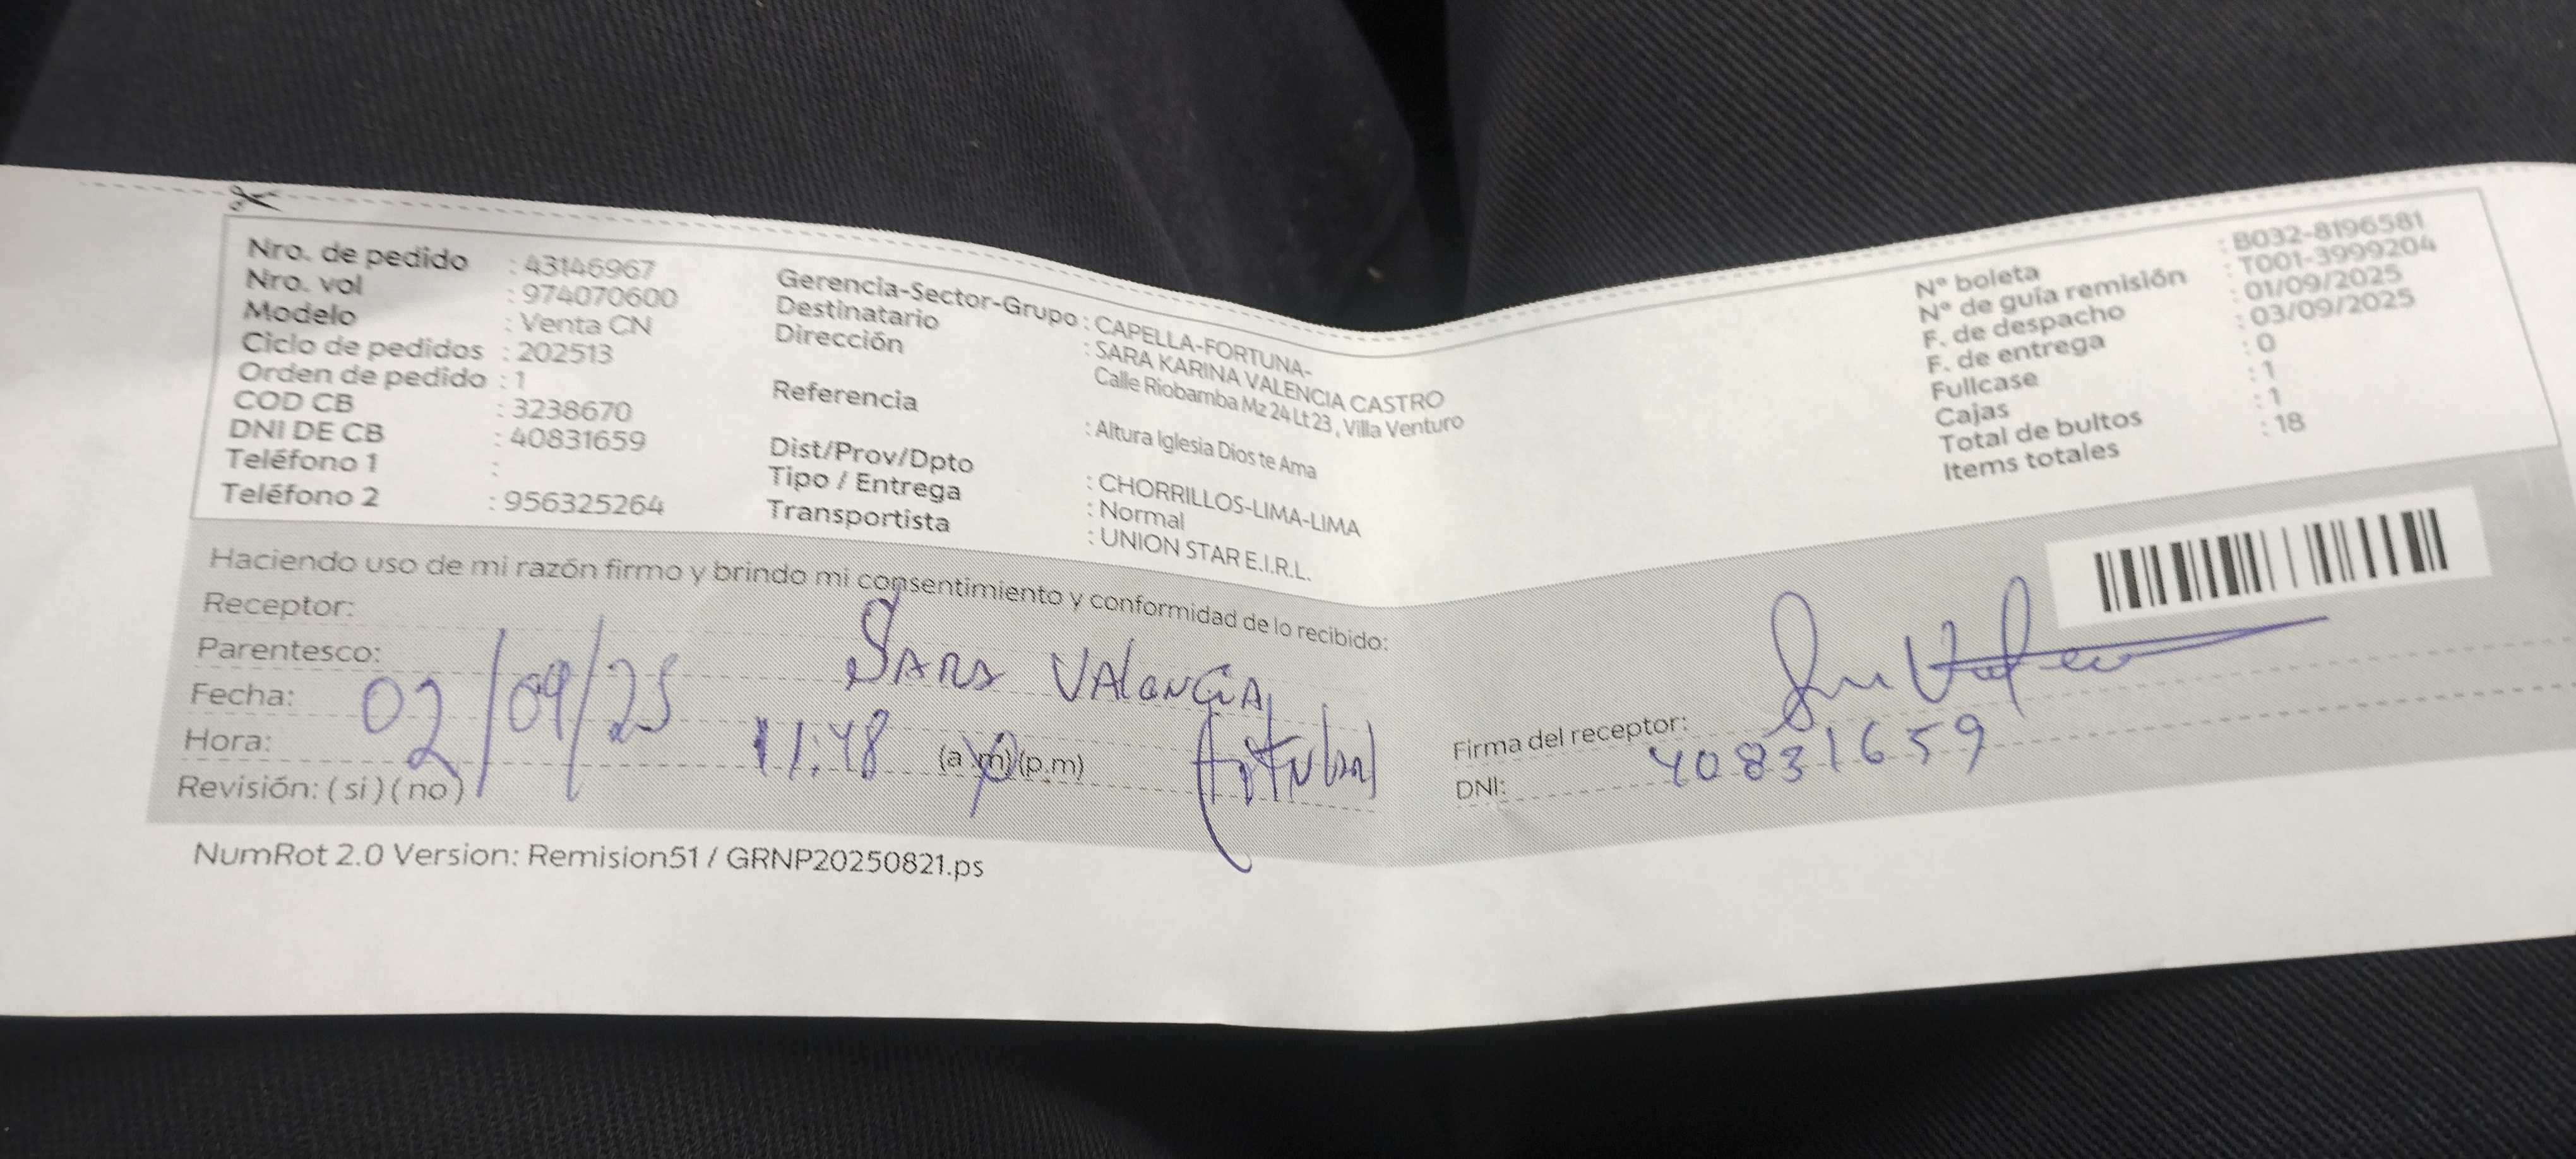 Nro. de pedido : 43146967
Nro. vol : 974070600
Modelo : Venta CN
Ciclo de pedidos : 202513
Orden de pedido : 1
COD CB : 3238670
DNI DE CB : 40831659
Teléfono 1 :
Teléfono 2 : 956325264
Gerencia-Sector-Grupo : CAPELLA-FORTUNA-
Destinatario : SARA KARINA VALENCIA CASTRO
Dirección Calle Riobamba Mz 24 Lt 23 , Villa Venturo
Referencia : Altura Iglesia Dios te Ama
Dist/Prov/Dpto : CHORRILLOS-LIMA-LIMA
Tipo / Entrega : Normal
Transportista : UNION STAR E.I.R.L.
N° boleta : B032-8196581
N° de guía remisión : T001-3999204
F. de despacho : 01/09/2025
F. de entrega : 03/09/2025
Fullcase : 0
Cajas : 1
Total de bultos : 1
Items totales : 18
Haciendo uso de mi razón firmo y brindo mi consentimiento y conformidad de lo recibido:
Receptor: SARA VALENCIA
Parentesco: (titular)
Fecha: 02/09/25
Hora: 11:48 (a.m)(p.m)
Revisión: ( si ) ( no )
Firma del receptor:
DNI: 40831659
NumRot 2.0 Version: Remision51 / GRNP20250821.ps